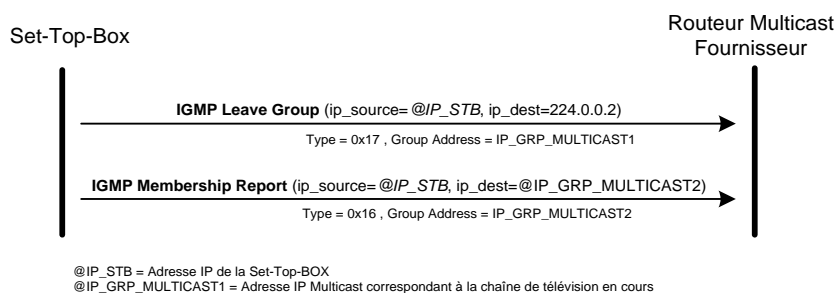 Set-Top-Box
Routeur Multicast
Fournisseur
IGMP Leave Group (ip_source= @IP_STB, ip_dest=224.0.0.2)
Type = 0x17 , Group Address = IP_GRP_MULTICAST1
IGMP Membership Report (ip_source= @IP_STB, ip_dest=@IP_GRP_MULTICAST2)
Type = 0x16 , Group Address = IP_GRP_MULTICAST2
@IP_STB = Adresse IP de la Set-Top-BOX
@IP_GRP_MULTICAST1 = Adresse IP Multicast correspondant à la chaîne de télévision en cours